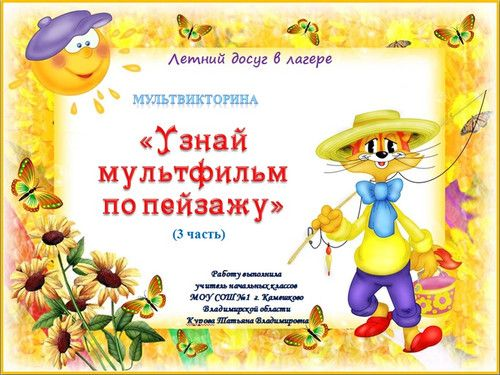 Летний досуг в лагере
МУЛЬТВИКТОРИНА
«Узнай
мультфильм
по пейзажу»
(3 часть)
Работу выполнила
учитель начальных классов
МОУ СОШ №1 г. Камешково
Владимирской области
Курова Татьяна Владимировна